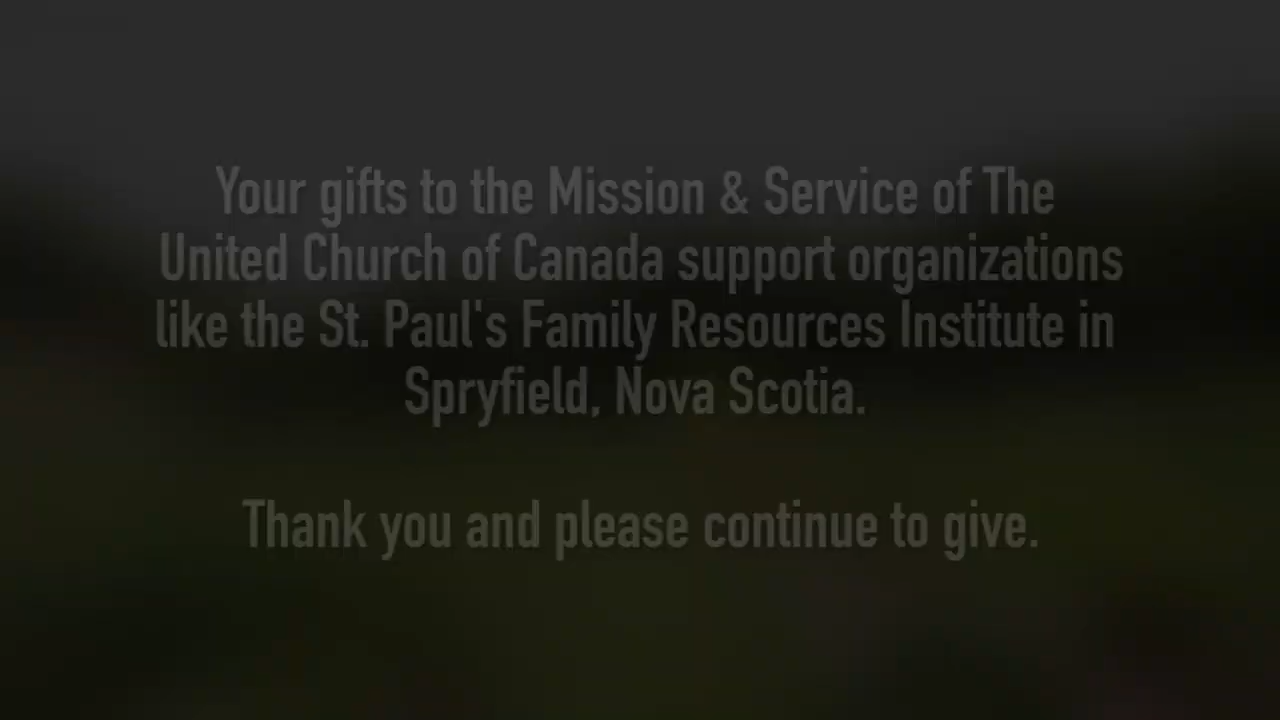 Your gifts to the Mission & Service of The
United Church of Canada support organizations
like the St. Paul's Family Resources Institute in
Spryfield, Nova Scotia.
Thank you and please continue to give.